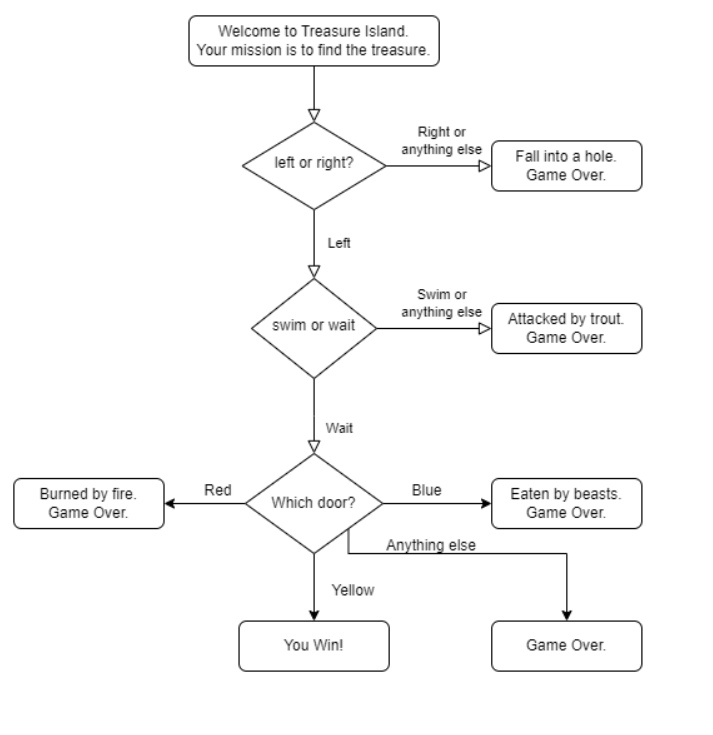 Welcome to Treasure Island.
Your mission is to find the treasure.
Right or
anything else
left or right?
Fall into a hole.
Game Over.
Left
Swim or
anything else
swim or wait
Attacked by trout.
Game Over.
Wait
Red
Blue
Burned by fire.
Game Over.
Which door?
Eaten by beasts.
Game Over.
Anything else
Yellow
You Win!
Game Over.